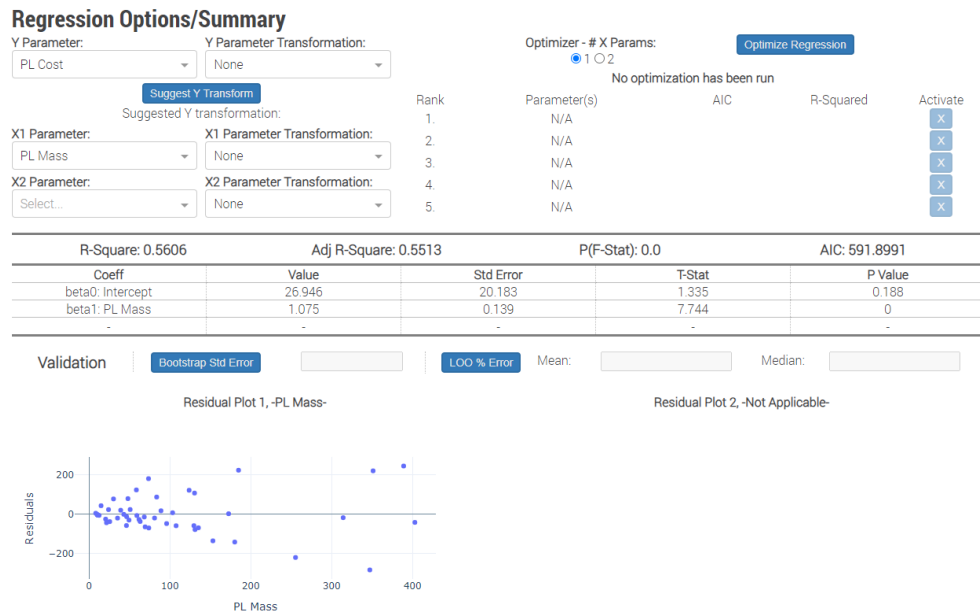 Regression Options/Summary
Y Parameter: Y Parameter Transformation: Optimizer - # X Params: Optimize Regression
PL Cost None 1 2
No optimization has been run
Suggest Y Transform
Rank Parameter(s) AIC R-Squared Activate
Suggested Y transformation:
1. N/A X
X1 Parameter: X1 Parameter Transformation:
2. N/A X
PL Mass None
3. N/A X
X2 Parameter: X2 Parameter Transformation:
4. N/A X
Select... None
5. N/A X
R-Square: 0.5606 Adj R-Square: 0.5513 P(F-Stat): 0.0 AIC: 591.8991
Coeff Value Std Error T-Stat P Value
beta0: Intercept 26.946 20.183 1.335 0.188
beta1: PL Mass 1.075 0.139 7.744 0
- - - - -
Validation Bootstrap Std Error LOO % Error Mean: Median:
Residual Plot 1, -PL Mass- Residual Plot 2, -Not Applicable-
200
0
−200
Residuals
0 100 200 300 400
PL Mass